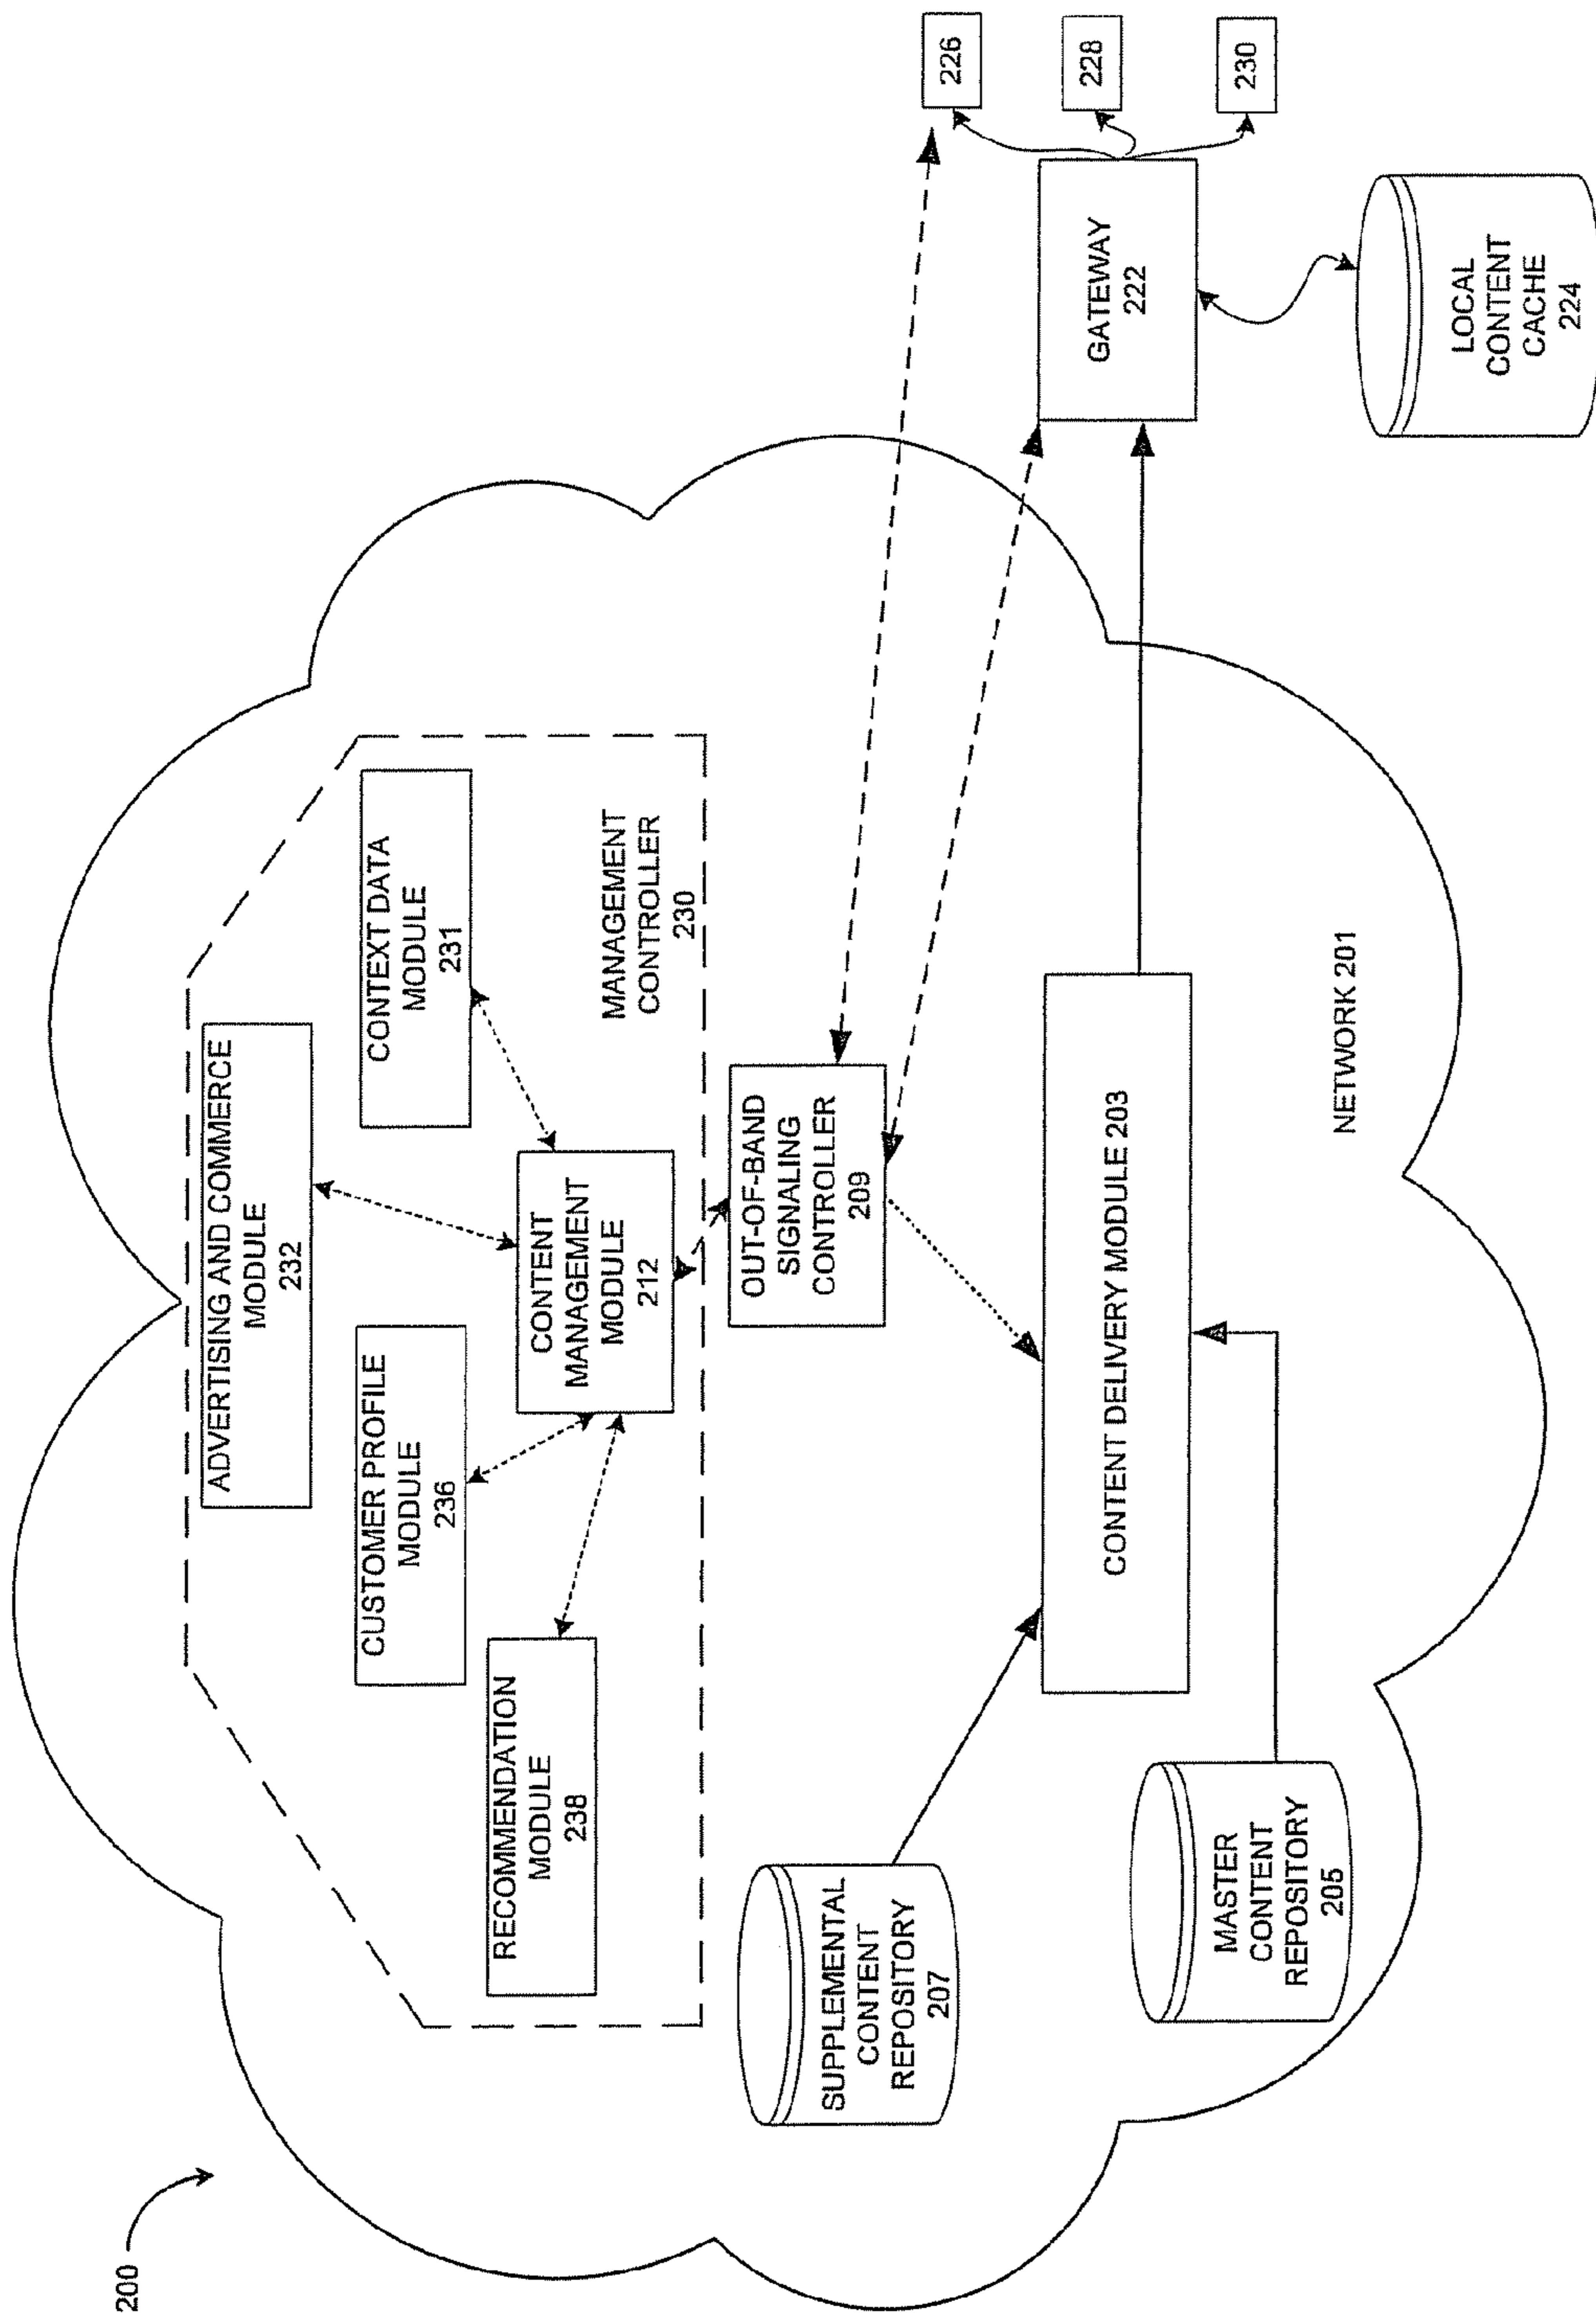 200
ADVERTISING AND COMMERCE
MODULE
232
CUSTOMER PROFILE
MODULE
236
CONTEXT DATA
MODULE
231
RECOMMENDATION
MODULE
238
CONTENT
MANAGEMENT
MODULE
212
MANAGEMENT
CONTROLLER
230
SUPPLEMENTAL
CONTENT
REPOSITORY
207
OUT-OF-BAND
SIGNALING
CONTROLLER
209
226
228
230
GATEWAY
222
CONTENT DELIVERY MODULE 203
MASTER
CONTENT
REPOSITORY
205
NETWORK 201
LOCAL
CONTENT
CACHE
224